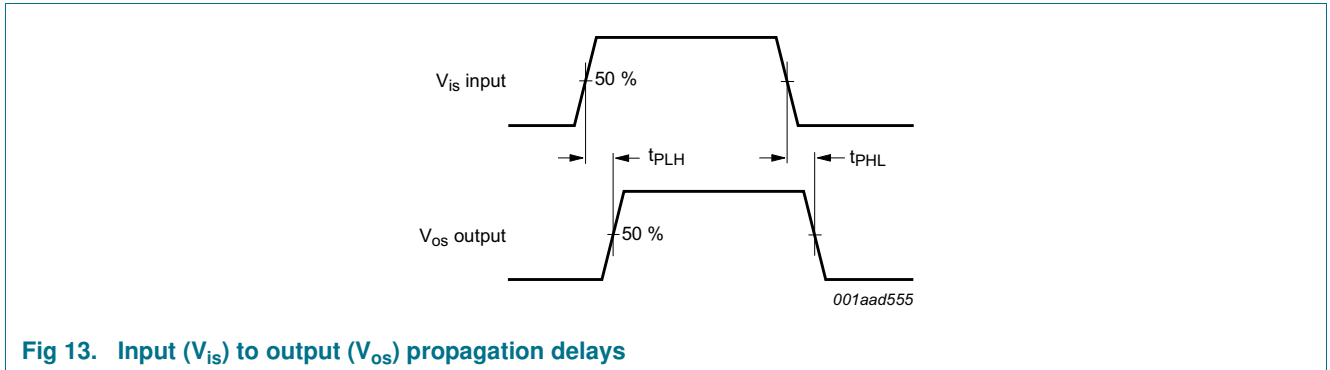 Vis input
50 %
tPLH
tPHL
Vos output
50 %
001aad555
Fig 13. Input (Vis) to output (Vos) propagation delays